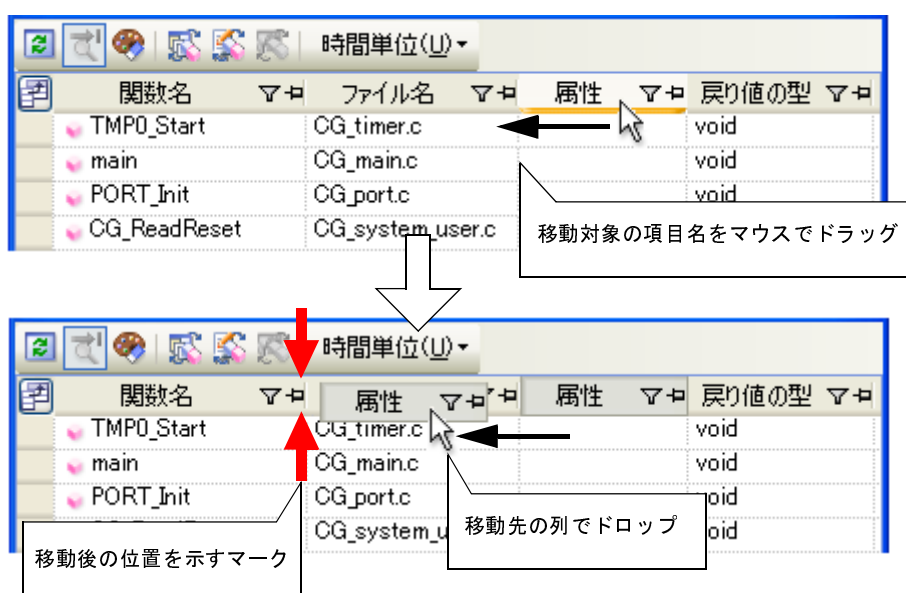 時間単位(U)
関数名 ファイル名 属性 戻り値の型
TMP0_Start CG_timer.c void
main CG_main.c void
PORT_Init CG_port.c void
CG_ReadReset CG_system_user.c
移動対象の項目名をマウスでドラッグ
時間単位(U)
関数名 属性 属性 戻り値の型
TMP0_Start CG_timer.c void
main CG_main.c void
PORT_Init CG_port.c void
CG_system_u oid
移動先の列でドロップ
移動後の位置を示すマーク